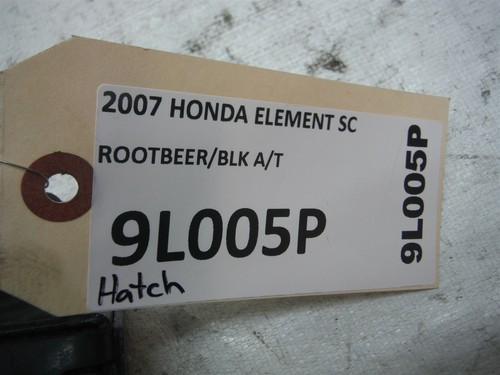 2007 HONDA ELEMENT SC
ROOTBEER/BLK A/T
9L005P
Hatch
9L005P